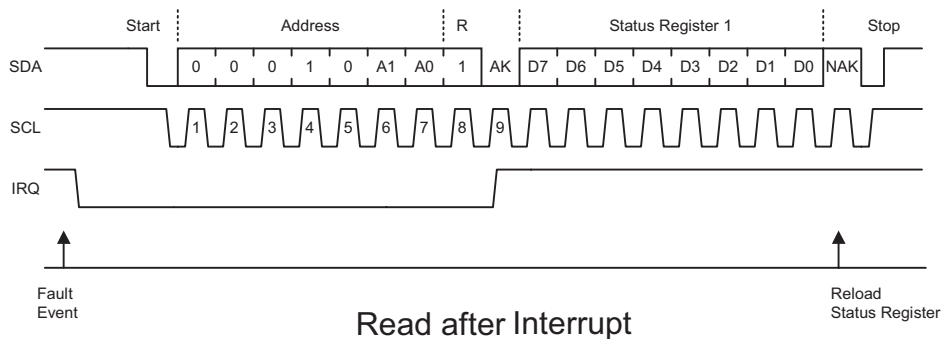 Start Address R Status Register 1 Stop
SDA 0 0 0 1 0 A1 A0 1 AK D7 D6 D5 D4 D3 D2 D1 D0 NAK
SCL 1 2 3 4 5 6 7 8 9
IRQ
Fault
Event
Reload
Status Register
Read after Interrupt